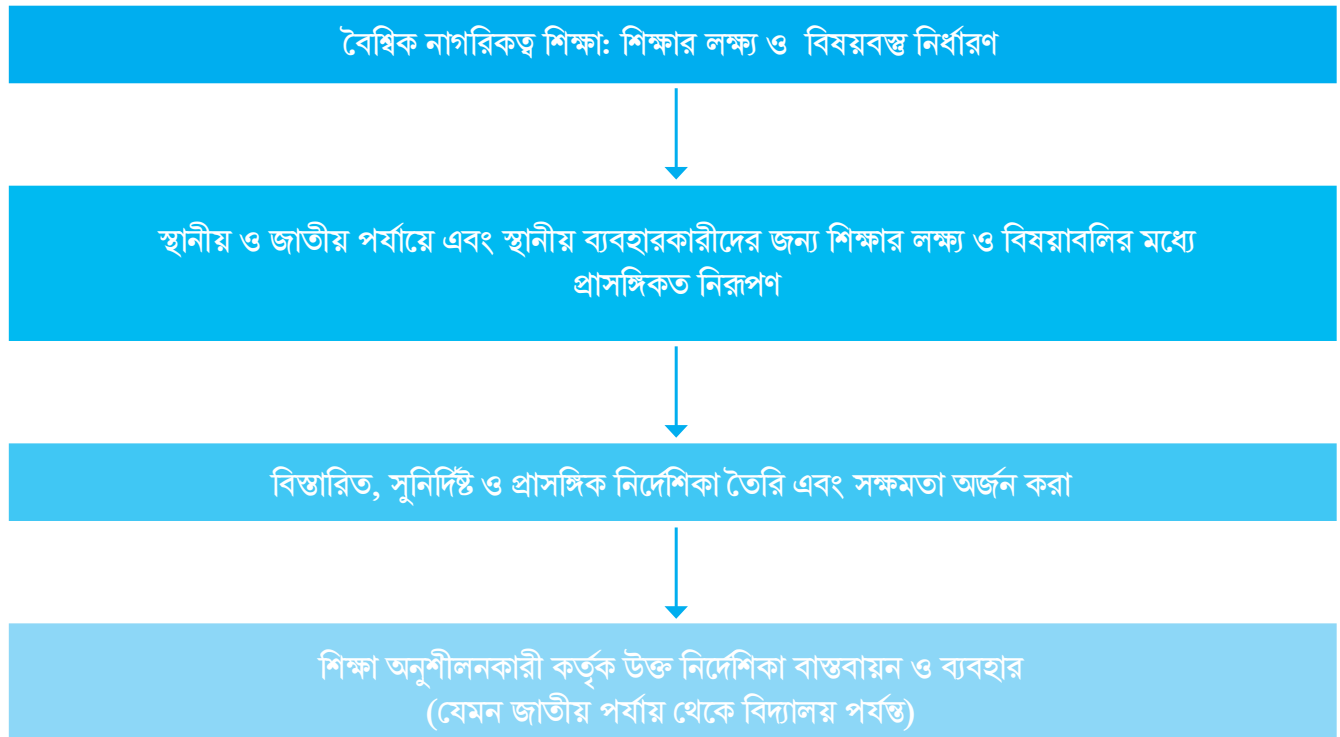 বৈশ্বিক নাগরিকত্ব শিক্ষা: শিক্ষার লক্ষ্য ও বিষয়বস্তু নির্ধারণ
স্থানীয় ও জাতীয় পর্যায়ে এবং স্থানীয় ব্যবহারকারীদের জন্য শিক্ষার লক্ষ্য ও বিষয়াবলির মধ্যে
প্রাসঙ্গিকত নিরূপণ
বিস্তারিত, সুনির্দিষ্ট ও প্রাসঙ্গিক নির্দেশিকা তৈরি এবং সক্ষমতা অর্জন করা
শিক্ষা অনুশীলনকারী কর্তৃক উক্ত নির্দেশিকা বাস্তবায়ন ও ব্যবহার
(যেমন জাতীয় পর্যায় থেকে বিদ্যালয় পর্যন্ত)